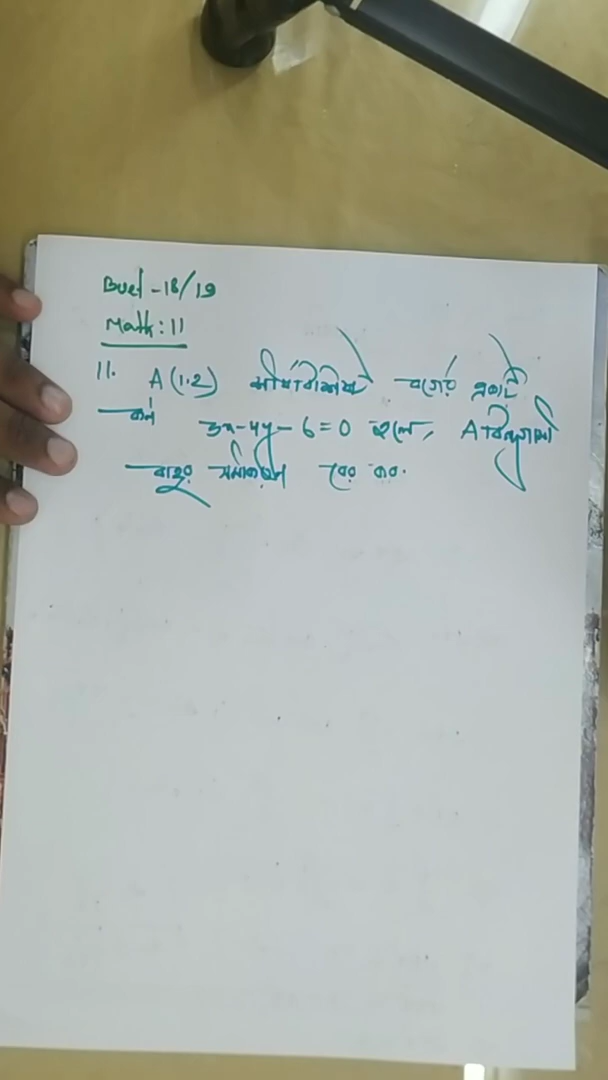 Buet - 18/19
Math: 11
11. A(1.2) শীর্ষবিশিষ্ট বর্গের একটি
কর্ণ 3x-4y-6=0 হলে, A বিন্দুগামী
বাহুর সমীকরণ বের কর.